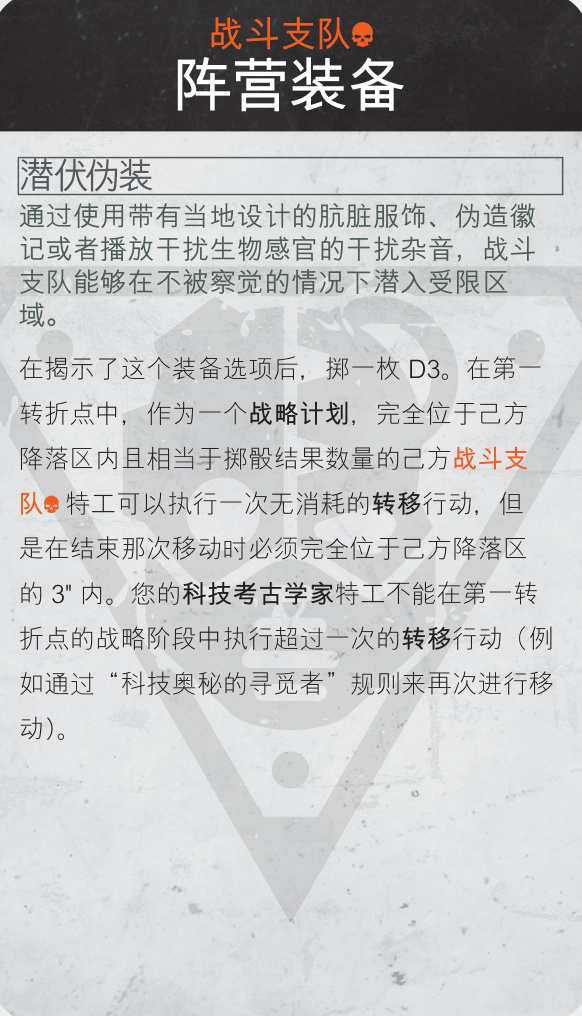 战斗支队
阵营装备
潜伏伪装
通过使用带有当地设计的肮脏服饰、伪造徽
记或者播放干扰生物感官的干扰杂音，战斗
支队能够在不被察觉的情况下潜入受限区
域。
在揭示了这个装备选项后，掷一枚 D3。在第一
转折点中，作为一个战略计划，完全位于己方
降落区内且相当于掷骰结果数量的己方战斗支
队 特工可以执行一次无消耗的转移行动，但
是在结束那次移动时必须完全位于己方降落区
的 3" 内。您的科技考古学家特工不能在第一转
折点的战略阶段中执行超过一次的转移行动（例
如通过“科技奥秘的寻觅者”规则来再次进行移
动）。